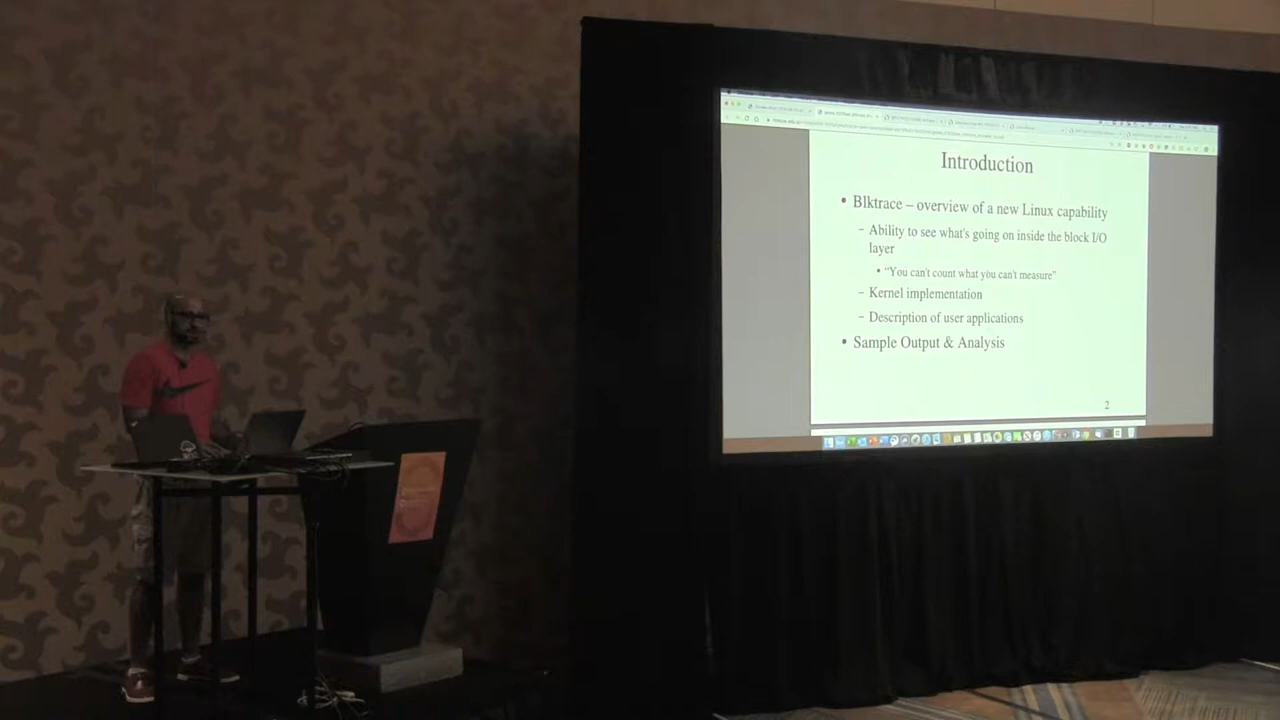 Introduction
• Blktrace – overview of a new Linux capability
– Ability to see what's going on inside the block I/O
layer
• “You can't count what you can't measure”
– Kernel implementation
– Description of user applications
• Sample Output & Analysis
2